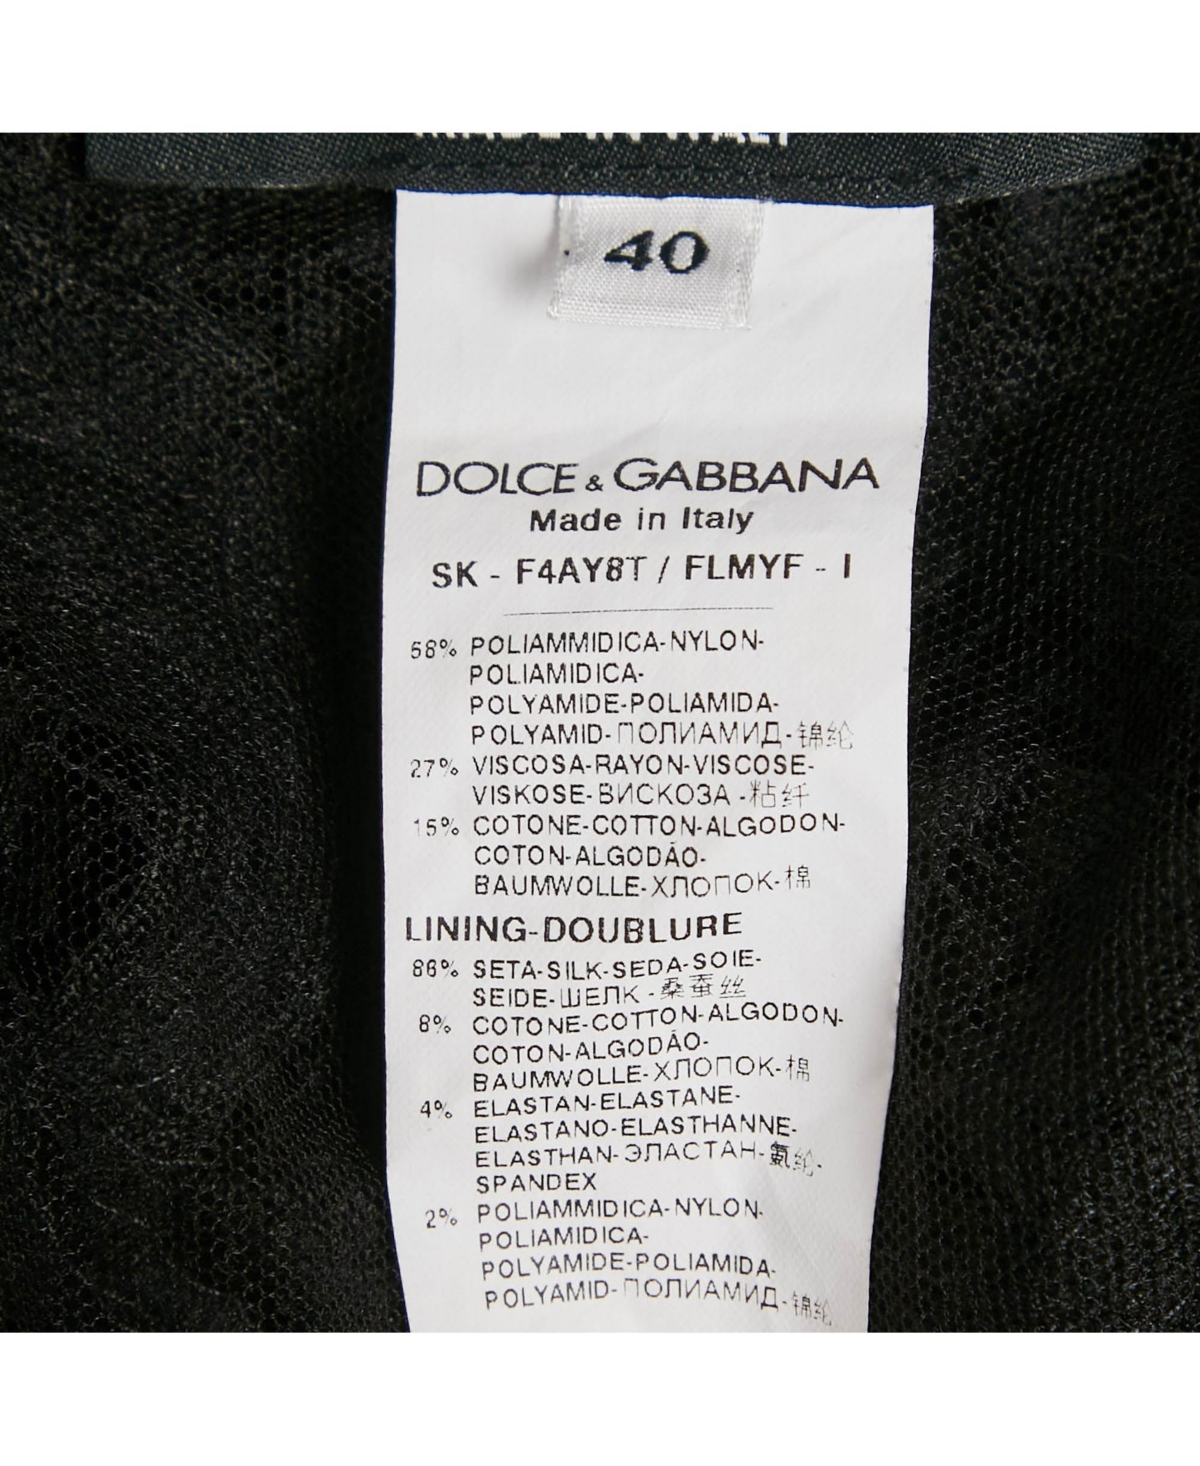 40
DOLCE & GABBANA
Made in Italy
SK - F4AY8T / FLMYF - I
58% POLIAMMIDICA-NYLON-
POLIAMIDICA-
POLYAMIDE-POLIAMIDA-
POLYAMID-ПОЛИАМИД-锦纶
27% VISCOSA-RAYON-VISCOSE-
VISKOSE-ВИСКОЗА -粘纤
15% COTONE-COTTON-ALGODON-
COTON-ALGODÃO-
BAUMWOLLE-ХЛОПОК-棉
LINING-DOUBLURE
86% SETA-SILK-SEDA-SOIE-
SEIDE-ШЕЛК -桑蚕丝
8% COTONE-COTTON-ALGODON-
COTON-ALGODÃO-
BAUMWOLLE-ХЛОПОК-棉
4% ELASTAN-ELASTANE-
ELASTANO-ELASTHANNE-
ELASTHAN-ЭЛАСТАН-氨纶-
SPANDEX
2% POLIAMMIDICA-NYLON-
POLIAMIDICA-
POLYAMIDE-POLIAMIDA-
POLYAMID-ПОЛИАМИД-锦纶